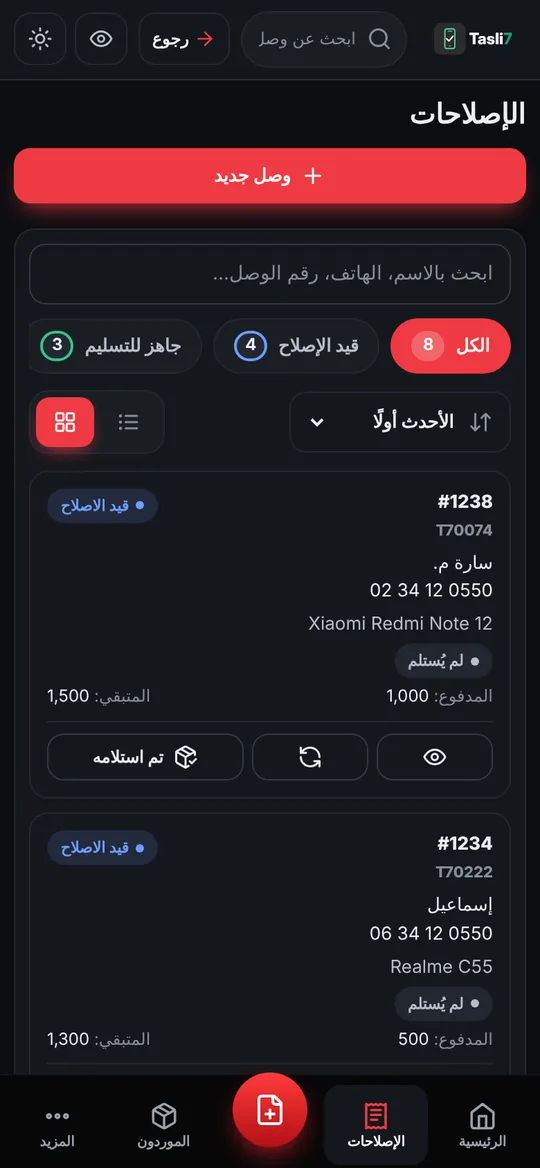 Tasli7
ابحث عن وصل
رجوع
الإصلاحات
وصل جديد
ابحث بالاسم، الهاتف، رقم الوصل...
الكل 8
قيد الإصلاح 4
جاهز للتسليم 3
الأحدث أولًا
#1238
قيد الاصلاح
T70074
سارة م.
0550 12 34 02
Xiaomi Redmi Note 12
لم يُستلم
المدفوع: 1,000
المتبقي: 1,500
تم استلامه
#1234
قيد الاصلاح
T70222
إسماعيل
0550 12 34 06
Realme C55
لم يُستلم
المدفوع: 500
المتبقي: 1,300
الرئيسية
الإصلاحات
الموردون
المزيد